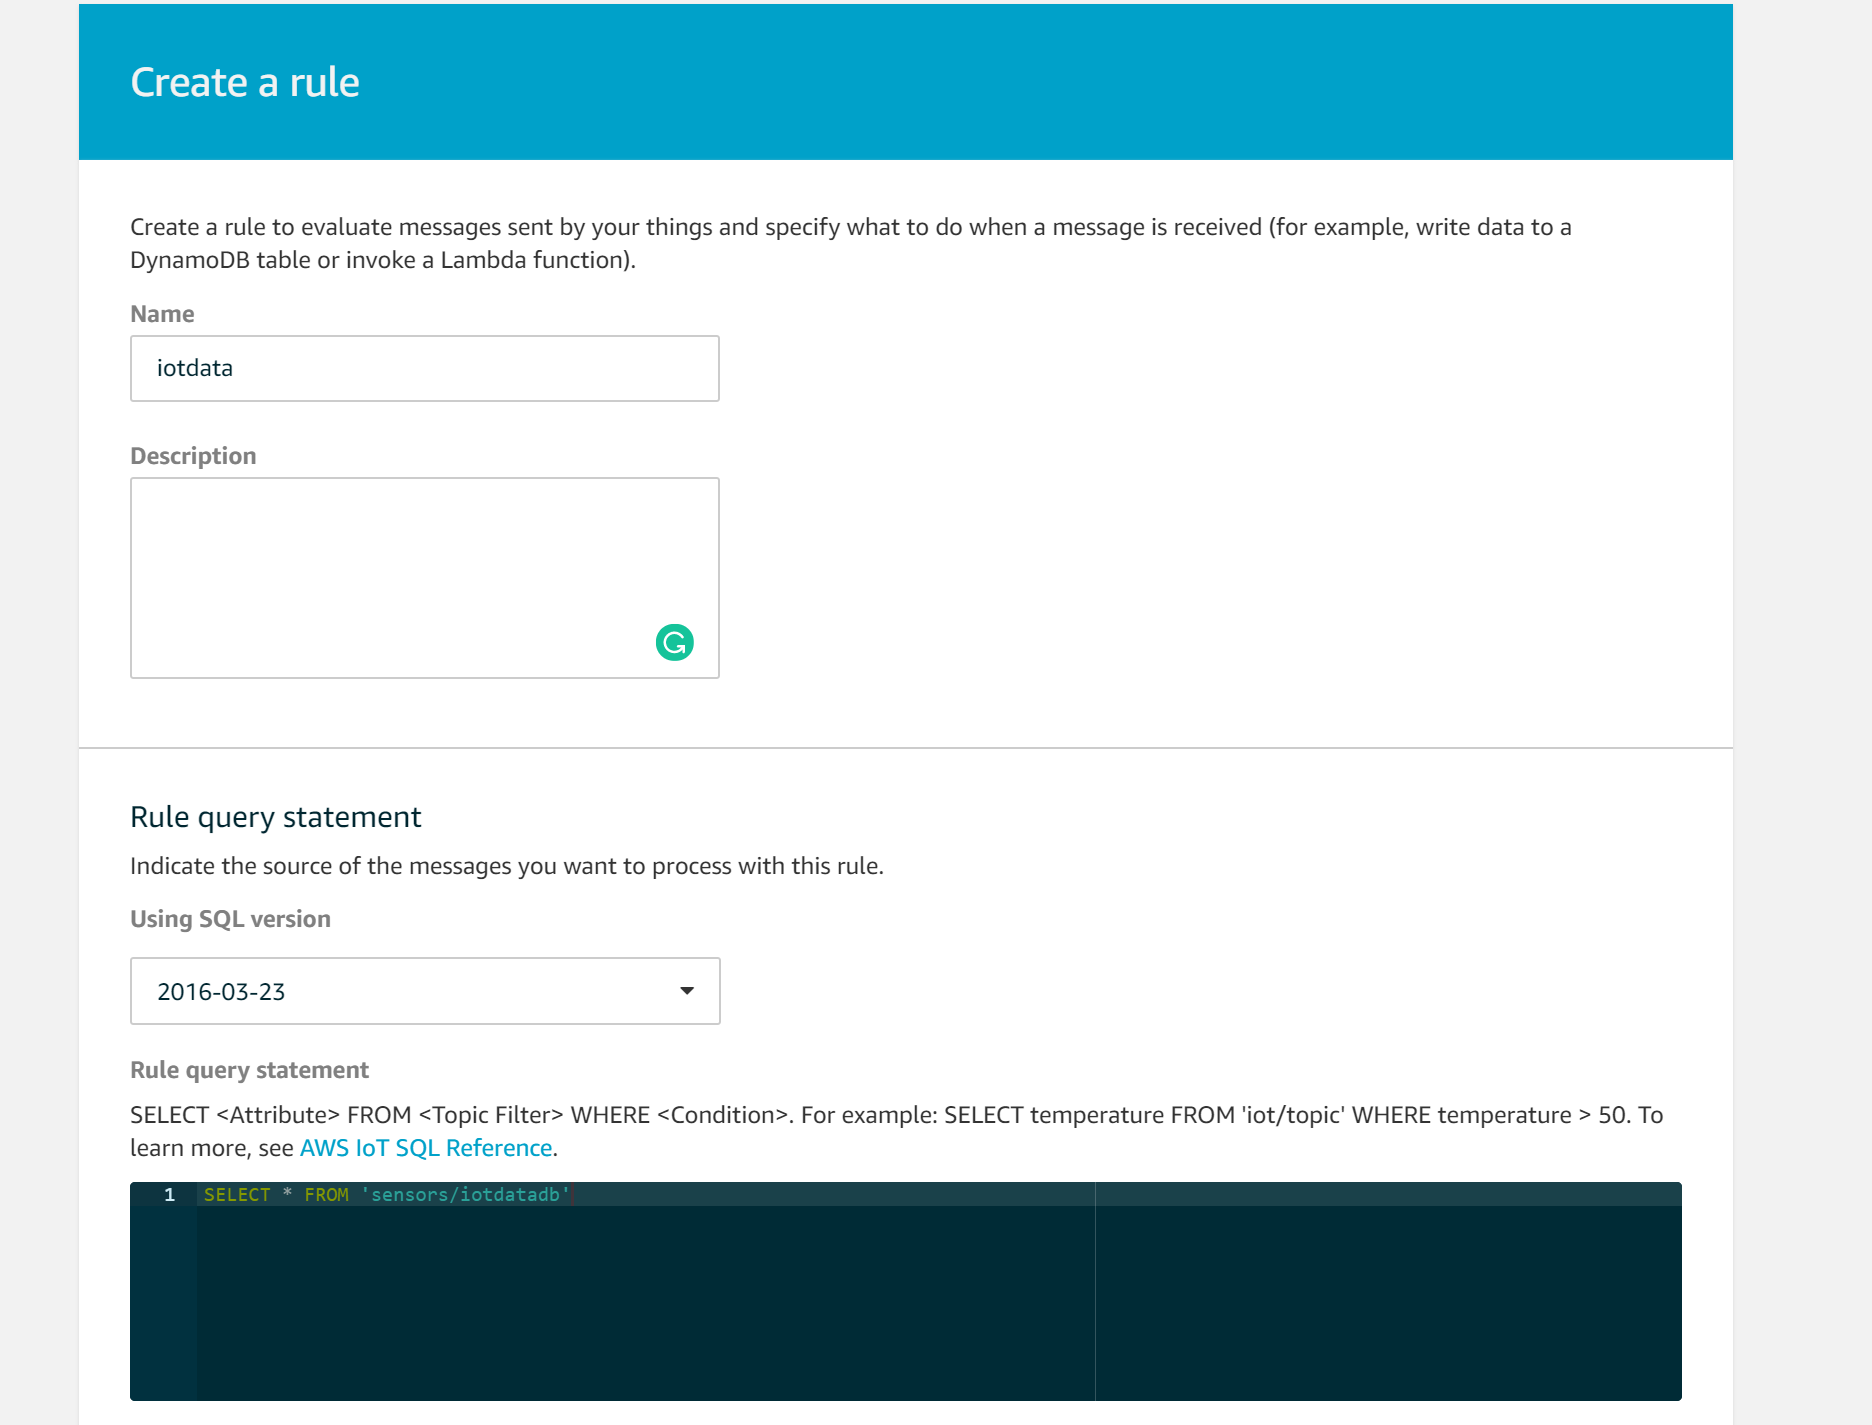 Create a rule
Create a rule to evaluate messages sent by your things and specify what to do when a message is received (for example, write data to a
DynamoDB table or invoke a Lambda function).
Name
iotdata
Description
Rule query statement
Indicate the source of the messages you want to process with this rule.
Using SQL version
2016-03-23
Rule query statement
SELECT <Attribute> FROM <Topic Filter> WHERE <Condition>. For example: SELECT temperature FROM 'iot/topic' WHERE temperature > 50. To
learn more, see AWS IoT SQL Reference.
1 SELECT * FROM 'sensors/iotdatadb'